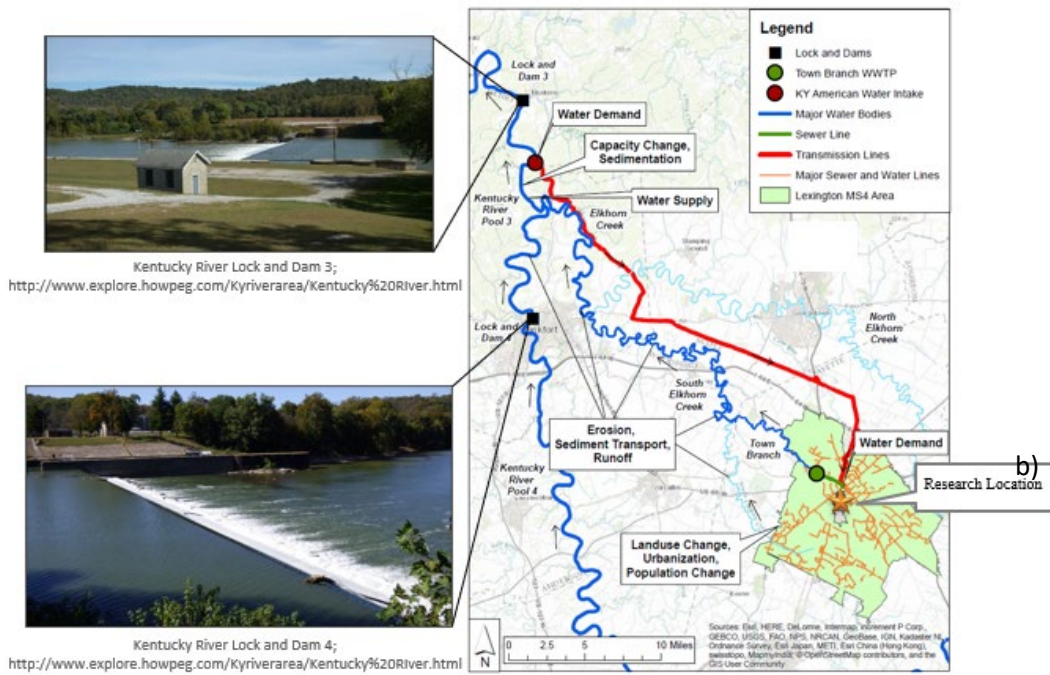 Kentucky River Lock and Dam 3;
http://www.explore.howpeg.com/Kyriverarea/Kentucky%20RIver.html
Kentucky River Lock and Dam 4;
http://www.explore.howpeg.com/Kyriverarea/Kentucky%20RIver.html
Lock and
Dam 3
Water Demand
Capacity Change,
Sedimentation
Water Supply
Kentucky
River
Pool 3
Elkhorn
Creek
Stamping
Ground
North
Elkhorn
Creek
Lock and
Dam 4
South
Elkhorn
Creek
Erosion,
Sediment Transport,
Runoff
Town
Branch
Water Demand
Kentucky
River
Pool 4
Research Location
b)
Landuse Change,
Urbanization,
Population Change
Legend
Lock and Dams
Town Branch WWTP
KY American Water Intake
Major Water Bodies
Sewer Line
Transmission Lines
Major Sewer and Water Lines
Lexington MS4 Area
N
0 2.5 5 10 Miles
Sources: Esri, HERE, DeLorme, Intermap, increment P Corp.,
GEBCO, USGS, FAO, NPS, NRCAN, GeoBase, IGN, Kadaster NL,
Ordnance Survey, Esri Japan, METI, Esri China (Hong Kong),
swisstopo, MapmyIndia, © OpenStreetMap contributors, and the
GIS User Community